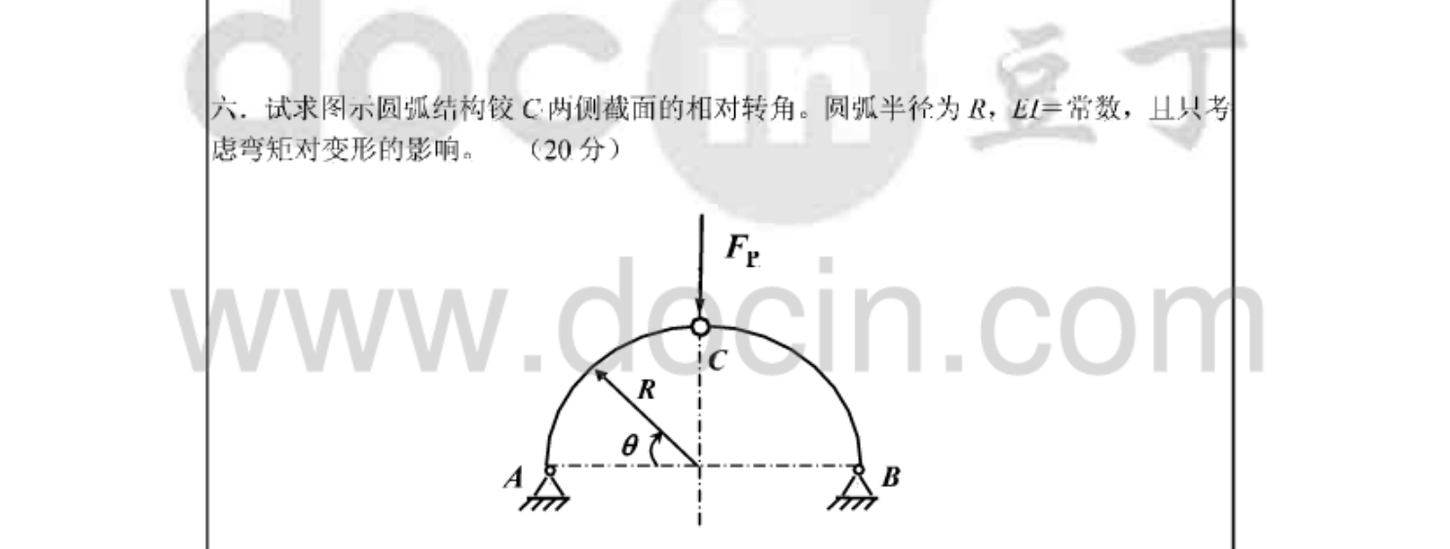 docin 豆丁
六．试求图示圆弧结构铰 C 两侧截面的相对转角。圆弧半径为 R，EI＝常数，且只考
虑弯矩对变形的影响。 （20 分）
F_P
www.docin.com
C
R
θ
A
B